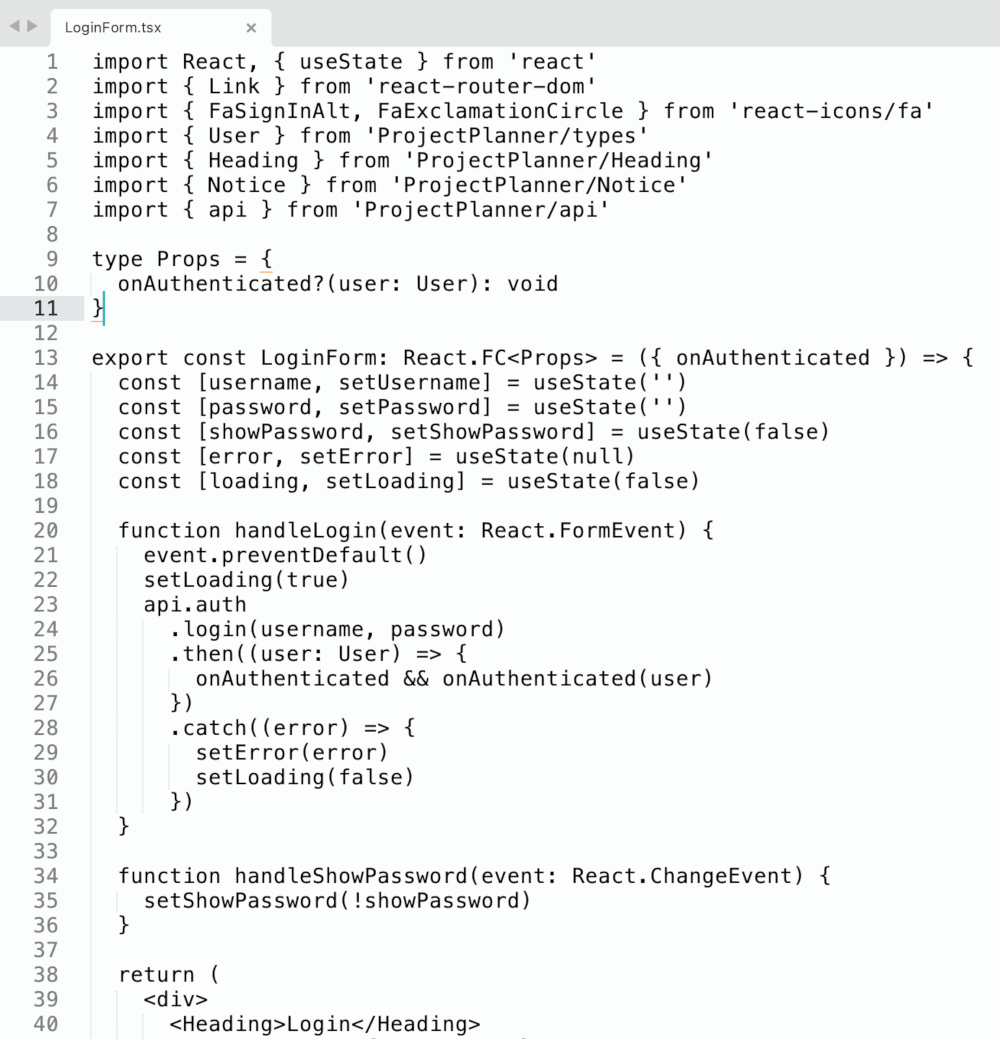 LoginForm.tsx
1 import React, { useState } from 'react'
2 import { Link } from 'react-router-dom'
3 import { FaSignInAlt, FaExclamationCircle } from 'react-icons/fa'
4 import { User } from 'ProjectPlanner/types'
5 import { Heading } from 'ProjectPlanner/Heading'
6 import { Notice } from 'ProjectPlanner/Notice'
7 import { api } from 'ProjectPlanner/api'
8
9 type Props = {
10   onAuthenticated?(user: User): void
11 }
12
13 export const LoginForm: React.FC<Props> = ({ onAuthenticated }) => {
14   const [username, setUsername] = useState('')
15   const [password, setPassword] = useState('')
16   const [showPassword, setShowPassword] = useState(false)
17   const [error, setError] = useState(null)
18   const [loading, setLoading] = useState(false)
19
20   function handleLogin(event: React.FormEvent) {
21     event.preventDefault()
22     setLoading(true)
23     api.auth
24       .login(username, password)
25       .then((user: User) => {
26         onAuthenticated && onAuthenticated(user)
27       })
28       .catch((error) => {
29         setError(error)
30         setLoading(false)
31       })
32   }
33
34   function handleShowPassword(event: React.ChangeEvent) {
35     setShowPassword(!showPassword)
36   }
37
38   return (
39     <div>
40       <Heading>Login</Heading>